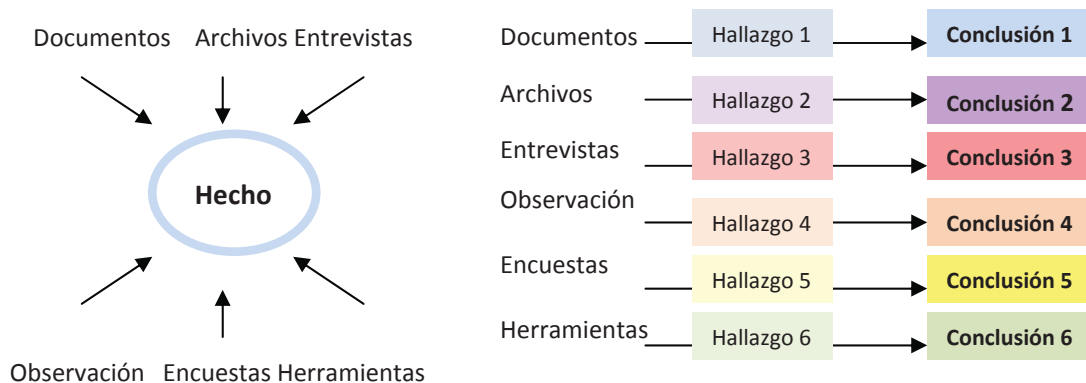 Documentos Archivos Entrevistas
Hecho
Observación Encuestas Herramientas
Documentos Hallazgo 1 Conclusión 1
Archivos Hallazgo 2 Conclusión 2
Entrevistas Hallazgo 3 Conclusión 3
Observación Hallazgo 4 Conclusión 4
Encuestas Hallazgo 5 Conclusión 5
Herramientas Hallazgo 6 Conclusión 6